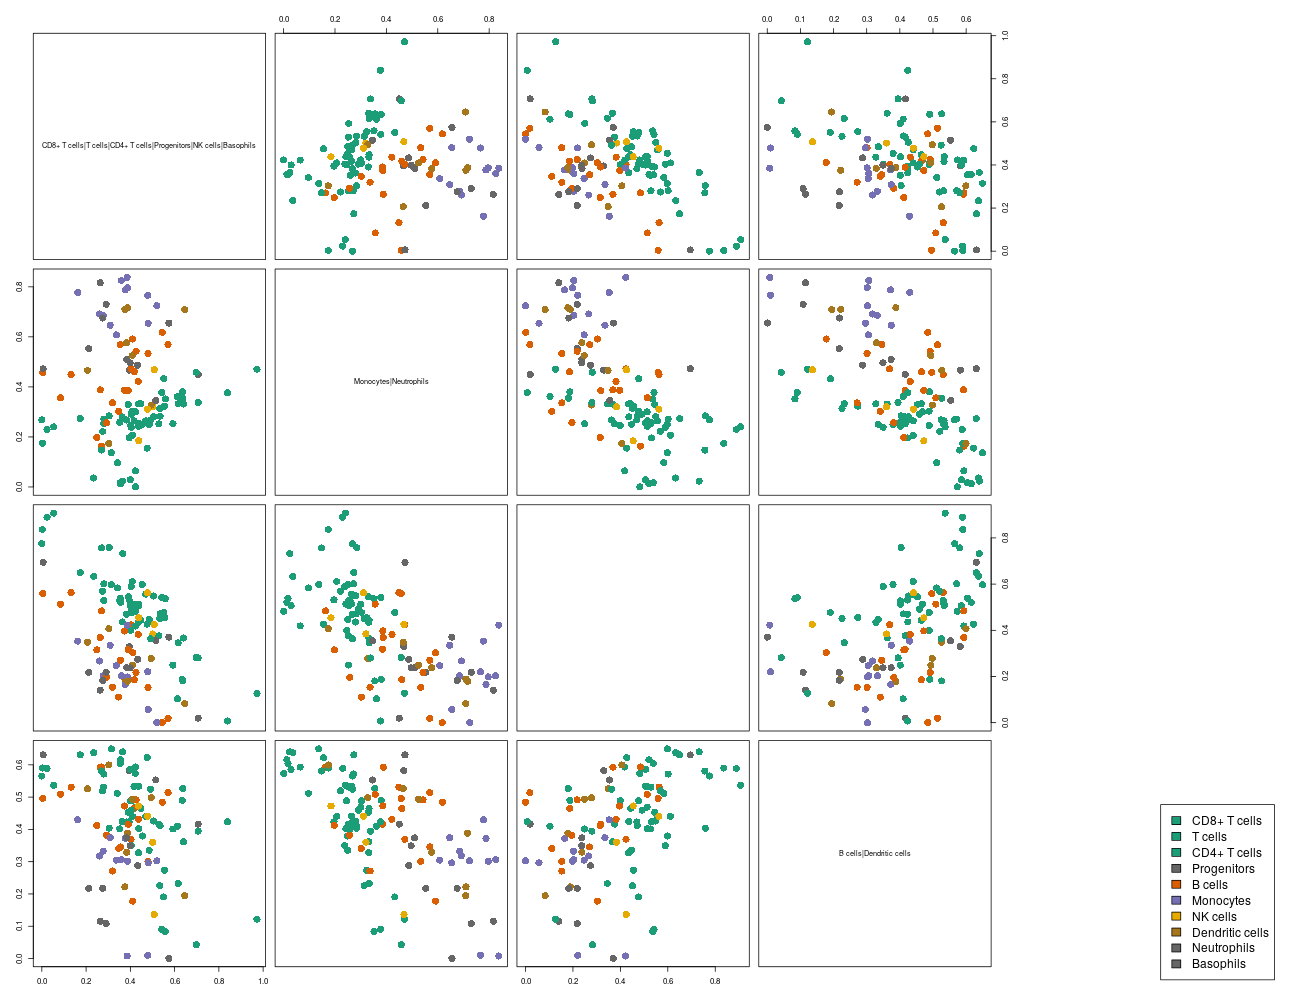 0.0 0.2 0.4 0.6 0.8
0.0 0.1 0.2 0.3 0.4 0.5 0.6
CD8+ T cells|T cells|CD4+ T cells|Progenitors|NK cells|Basophils
0.0 0.2 0.4 0.6 0.8 1.0
0.0 0.2 0.4 0.6 0.8
Monocytes|Neutrophils
0.0 0.2 0.4 0.6 0.8
0.0 0.1 0.2 0.3 0.4 0.5 0.6
B cells|Dendritic cells
0.0 0.2 0.4 0.6 0.8 1.0
0.0 0.2 0.4 0.6 0.8
CD8+ T cells
T cells
CD4+ T cells
Progenitors
B cells
Monocytes
NK cells
Dendritic cells
Neutrophils
Basophils